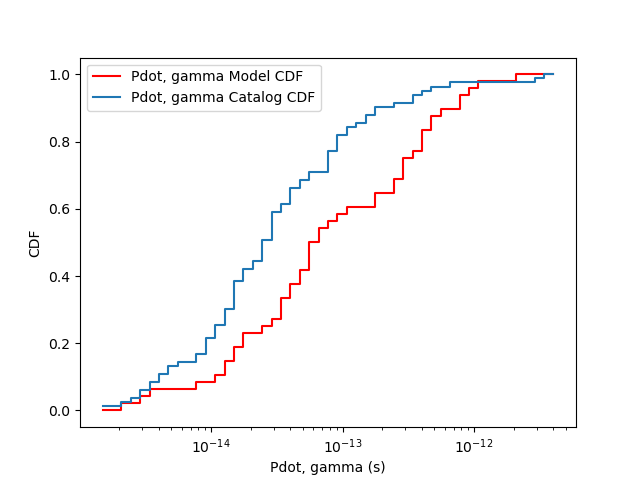 Pdot, gamma Model CDF
Pdot, gamma Catalog CDF
1.0
0.8
0.6
0.4
0.2
0.0
CDF
10⁻¹⁴ 10⁻¹³ 10⁻¹²
Pdot, gamma (s)